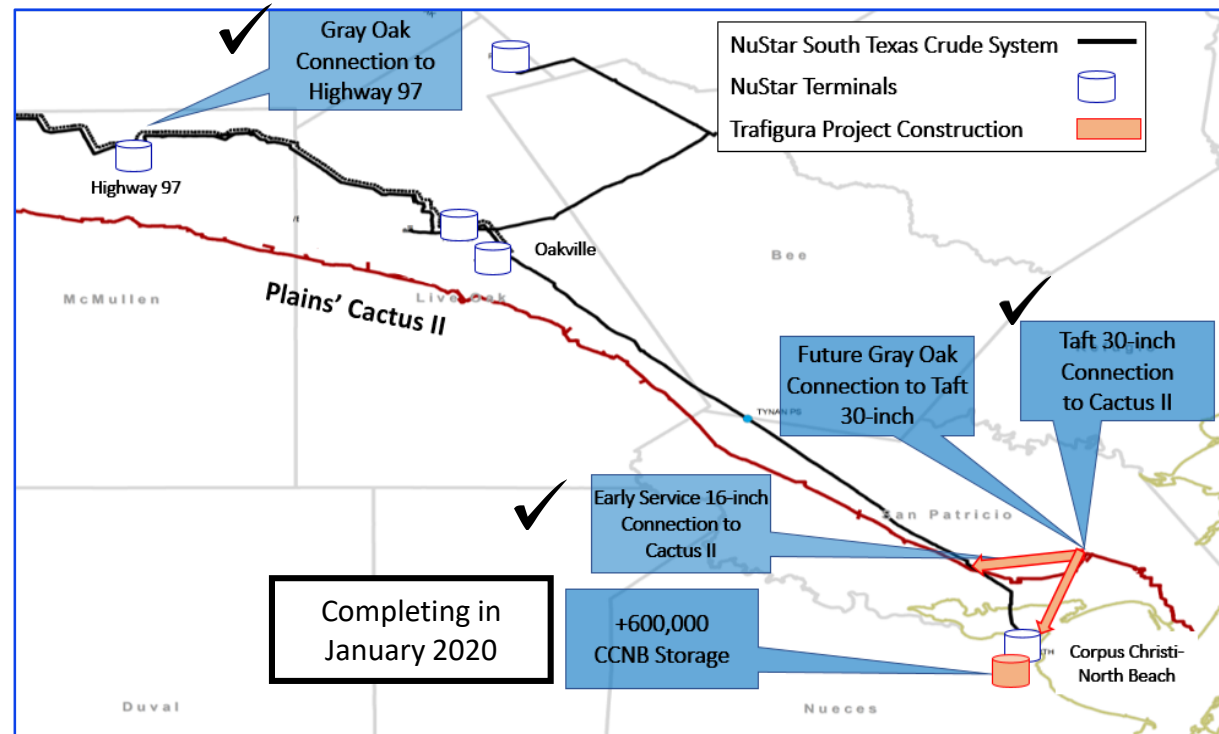 Gray Oak
Connection to
Highway 97
NuStar South Texas Crude System
NuStar Terminals
Trafigura Project Construction
Highway 97
Oakville
Bee
McMullen
Live Oak
Plains’ Cactus II
Future Gray Oak
Connection to Taft
30-inch
Taft 30-inch
Connection
to Cactus II
TYNAN PS
Early Service 16-inch
Connection to
Cactus II
San Patricio
Completing in
January 2020
+600,000
CCNB Storage
Corpus Christi-
North Beach
Duval
Nueces